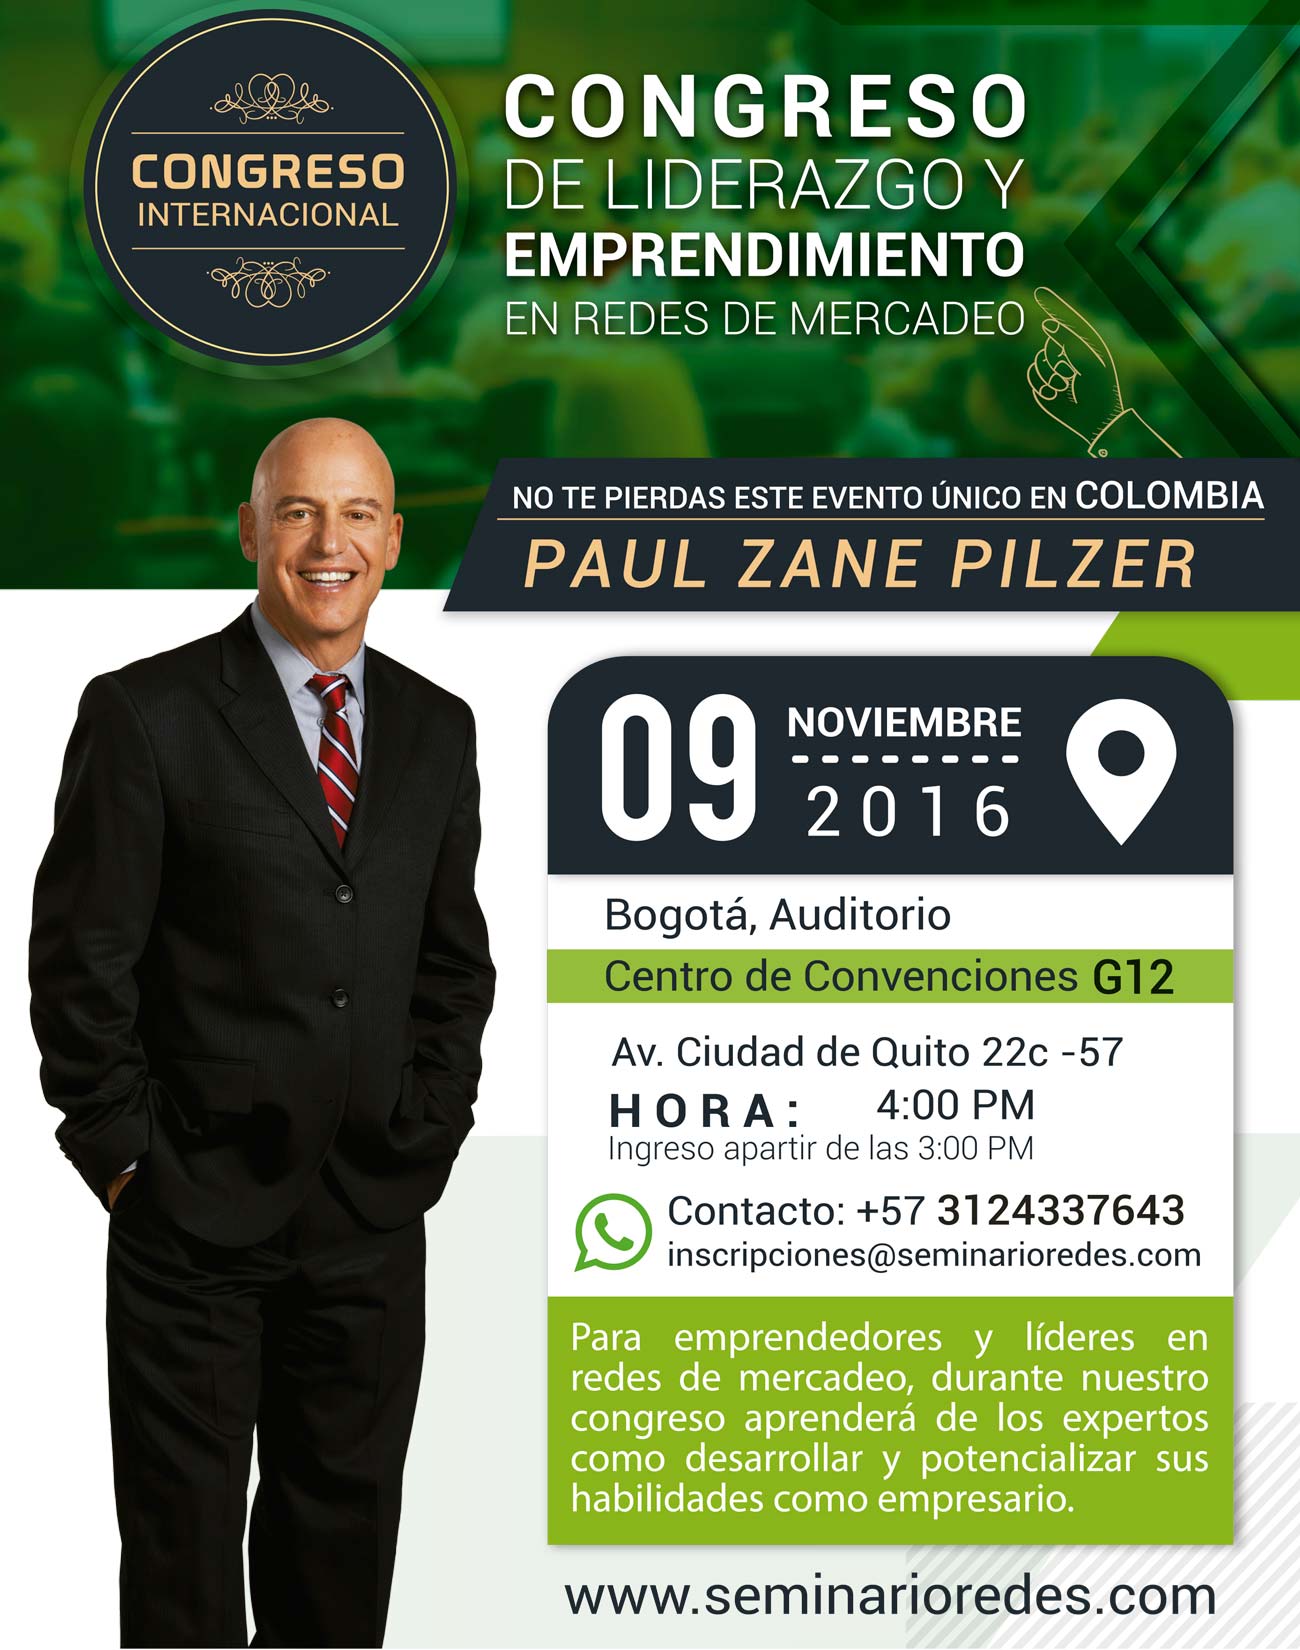 CONGRESO
INTERNACIONAL
CONGRESO
DE LIDERAZGO Y
EMPRENDIMIENTO
EN REDES DE MERCADEO
NO TE PIERDAS ESTE EVENTO ÚNICO EN COLOMBIA
PAUL ZANE PILZER
09
NOVIEMBRE
2016
Bogotá, Auditorio
Centro de Convenciones G12
Av. Ciudad de Quito 22c -57
HORA: 4:00 PM
Ingreso apartir de las 3:00 PM
Contacto: +57 3124337643
inscripciones@seminarioredes.com
Para emprendedores y líderes en
redes de mercadeo, durante nuestro
congreso aprenderá de los expertos
como desarrollar y potencializar sus
habilidades como empresario.
www.seminarioredes.com